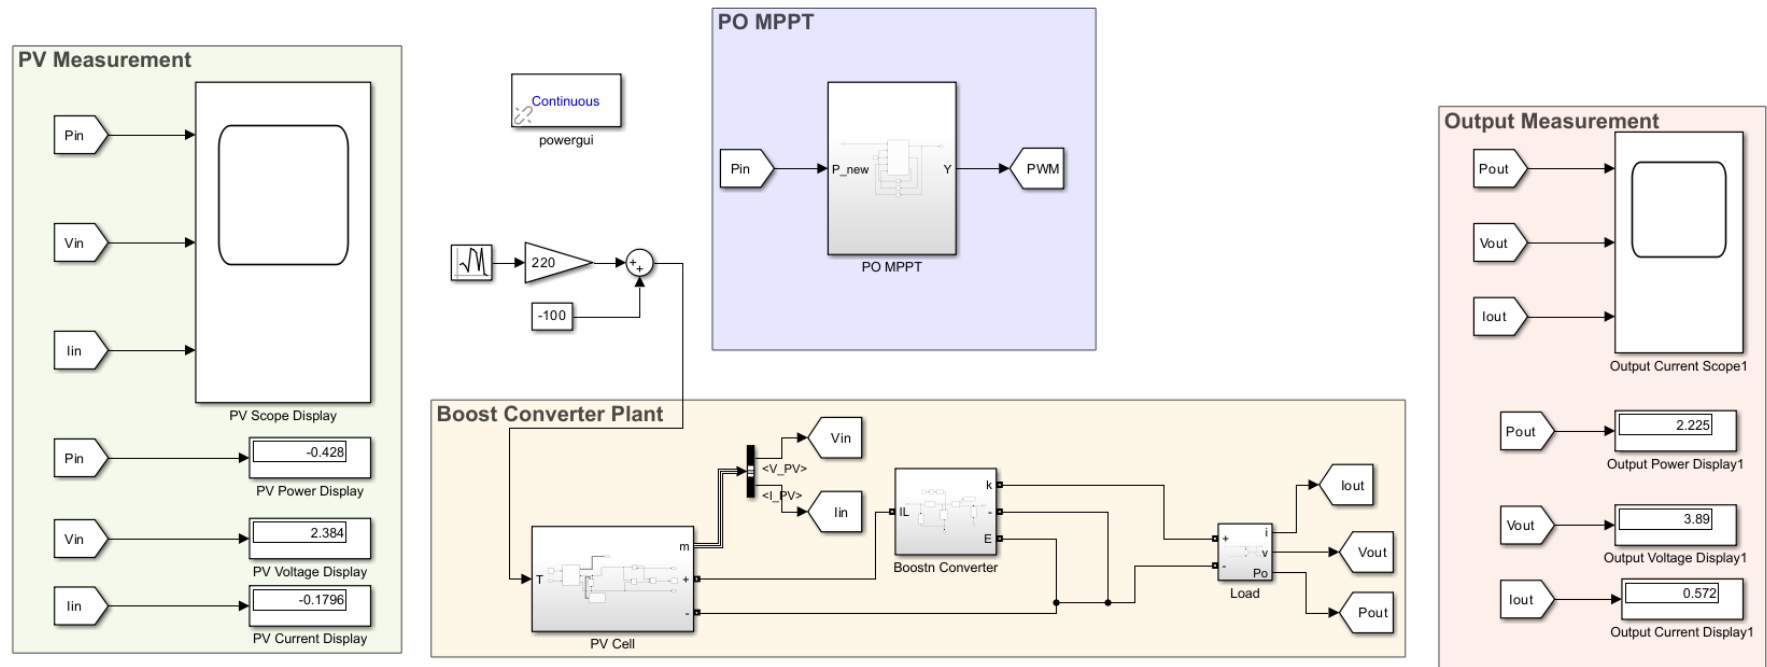 PV Measurement
Pin
Vin
Iin
PV Scope Display
Pin
-0.428
PV Power Display
Vin
2.384
PV Voltage Display
Iin
-0.1796
PV Current Display
Continuous
powergui
220
-100
PO MPPT
Pin
P_new
Y
PWM
PO MPPT
Boost Converter Plant
Vin
<V_PV>
<I_PV>
Iin
T
m
+
-
PV Cell
IL
k
-
E
Boostn Converter
+
-
i
v
Po
Load
Iout
Vout
Pout
Output Measurement
Pout
Vout
Iout
Output Current Scope1
Pout
2.225
Output Power Display1
Vout
3.89
Output Voltage Display1
Iout
0.572
Output Current Display1